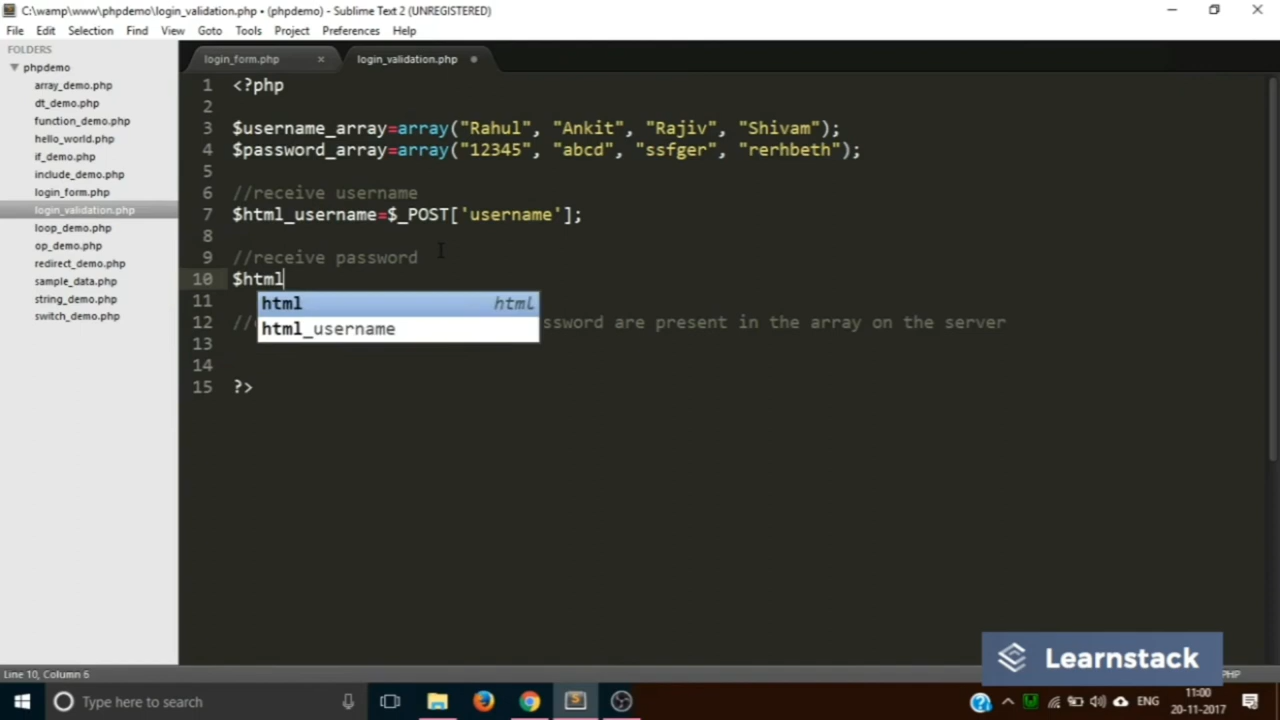 C:\wamp\www\phpdemo\login_validation.php • (phpdemo) - Sublime Text 2 (UNREGISTERED)
File Edit Selection Find View Goto Tools Project Preferences Help
FOLDERS
phpdemo
array_demo.php
dt_demo.php
function_demo.php
hello_world.php
if_demo.php
include_demo.php
login_form.php
login_validation.php
loop_demo.php
op_demo.php
redirect_demo.php
sample_data.php
string_demo.php
switch_demo.php
login_form.php × login_validation.php
1 <?php
2
3 $username_array=array("Rahul", "Ankit", "Rajiv", "Shivam");
4 $password_array=array("12345", "abcd", "ssfger", "rerhbeth");
5
6 //receive username
7 $html_username=$_POST['username'];
8
9 //receive password
10 $html
html html
html_username
11
12 // ssword are present in the array on the server
13
14
15 ?>
Learnstack
Line 10, Column 6
PHP
Type here to search
ENG
11:00
20-11-2017